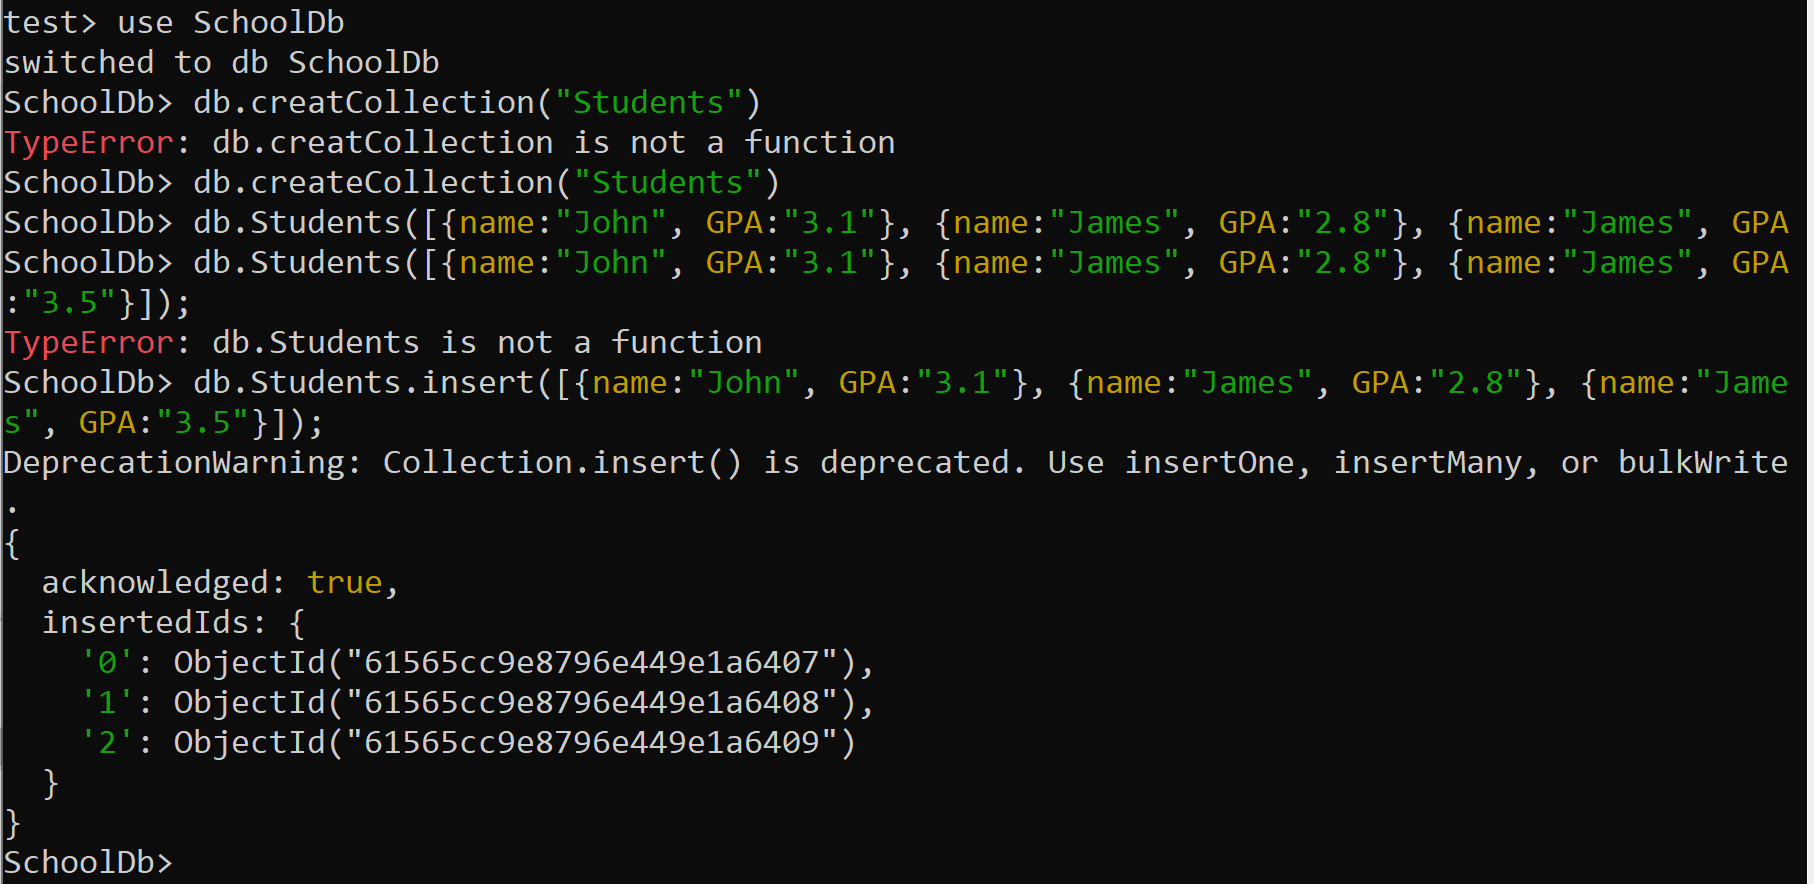 test> use SchoolDb
switched to db SchoolDb
SchoolDb> db.creatCollection("Students")
TypeError: db.creatCollection is not a function
SchoolDb> db.createCollection("Students")
SchoolDb> db.Students([{name:"John", GPA:"3.1"}, {name:"James", GPA:"2.8"}, {name:"James", GPA
SchoolDb> db.Students([{name:"John", GPA:"3.1"}, {name:"James", GPA:"2.8"}, {name:"James", GPA
:"3.5"}]);
TypeError: db.Students is not a function
SchoolDb> db.Students.insert([{name:"John", GPA:"3.1"}, {name:"James", GPA:"2.8"}, {name:"Jame
s", GPA:"3.5"}]);
DeprecationWarning: Collection.insert() is deprecated. Use insertOne, insertMany, or bulkWrite
.
{
  acknowledged: true,
  insertedIds: {
    '0': ObjectId("61565cc9e8796e449e1a6407"),
    '1': ObjectId("61565cc9e8796e449e1a6408"),
    '2': ObjectId("61565cc9e8796e449e1a6409")
  }
}
SchoolDb>